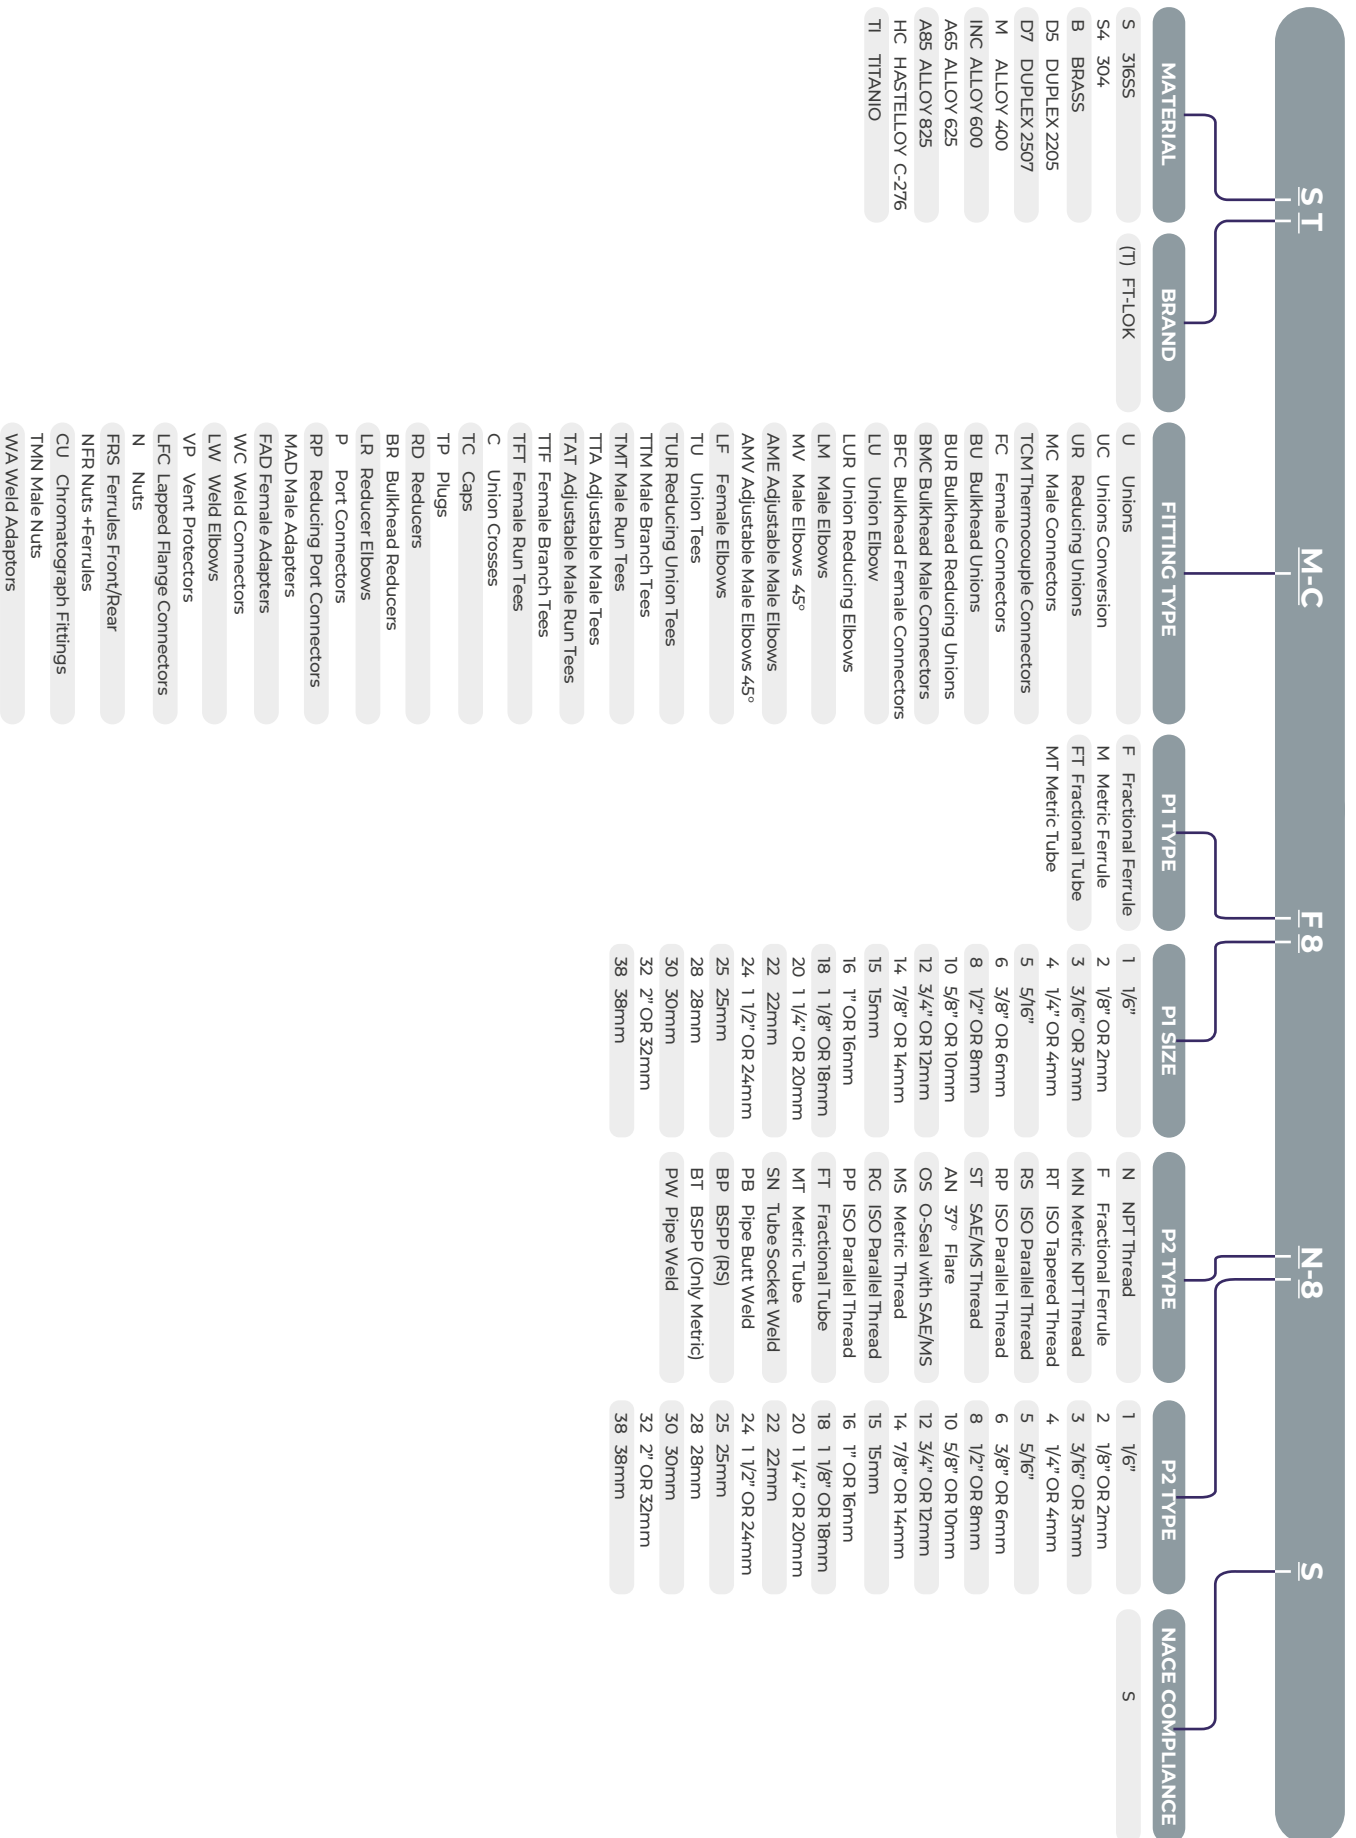 S T M-C F 8 N-8 S
MATERIAL
S 316SS
S4 304
B BRASS
D5 DUPLEX 2205
D7 DUPLEX 2507
M ALLOY 400
INC ALLOY 600
A65 ALLOY 625
A85 ALLOY 825
HC HASTELLOY C-276
TI TITANIO
BRAND
(T) FT-LOK
FITTING TYPE
U Unions
UC Unions Conversion
UR Reducing Unions
MC Male Connectors
TCM Thermocouple Connectors
FC Female Connectors
BU Bulkhead Unions
BUR Bulkhead Reducing Unions
BMC Bulkhead Male Connectors
BFC Bulkhead Female Connectors
LU Union Elbow
LUR Union Reducing Elbows
LM Male Elbows
MV Male Elbows 45°
AME Adjustable Male Elbows
AMV Adjustable Male Elbows 45°
LF Female Elbows
TU Union Tees
TUR Reducing Union Tees
TTM Male Branch Tees
TMT Male Run Tees
TTA Adjustable Male Tees
TAT Adjustable Male Run Tees
TTF Female Branch Tees
TFT Female Run Tees
C Union Crosses
TC Caps
TP Plugs
RD Reducers
BR Bulkhead Reducers
LR Reducer Elbows
P Port Connectors
RP Reducing Port Connectors
MAD Male Adapters
FAD Female Adapters
WC Weld Connectors
LW Weld Elbows
VP Vent Protectors
LFC Lapped Flange Connectors
N Nuts
FRS Ferrules Front/Rear
NFR Nuts +Ferrules
CU Chromatograph Fittings
TMN Male Nuts
WA Weld Adaptors
P1 TYPE
F Fractional Ferrule
M Metric Ferrule
FT Fractional Tube
MT Metric Tube
P1 SIZE
1 1/6”
2 1/8” OR 2mm
3 3/16” OR 3mm
4 1/4” OR 4mm
5 5/16”
6 3/8” OR 6mm
8 1/2” OR 8mm
10 5/8” OR 10mm
12 3/4” OR 12mm
14 7/8” OR 14mm
15 15mm
16 1” OR 16mm
18 1 1/8” OR 18mm
20 1 1/4” OR 20mm
22 22mm
24 1 1/2” OR 24mm
25 25mm
28 28mm
30 30mm
32 2” OR 32mm
38 38mm
P2 TYPE
N NPT Thread
F Fractional Ferrule
MN Metric NPT Thread
RT ISO Tapered Thread
RS ISO Parallel Thread
RP ISO Parallel Thread
ST SAE/MS Thread
AN 37° Flare
OS O-Seal with SAE/MS
MS Metric Thread
RG ISO Parallel Thread
PP ISO Parallel Thread
FT Fractional Tube
MT Metric Tube
SN Tube Socket Weld
PB Pipe Butt Weld
BP BSPP (RS)
BT BSPP (Only Metric)
PW Pipe Weld
P2 TYPE
1 1/6”
2 1/8” OR 2mm
3 3/16” OR 3mm
4 1/4” OR 4mm
5 5/16”
6 3/8” OR 6mm
8 1/2” OR 8mm
10 5/8” OR 10mm
12 3/4” OR 12mm
14 7/8” OR 14mm
15 15mm
16 1” OR 16mm
18 1 1/8” OR 18mm
20 1 1/4” OR 20mm
22 22mm
24 1 1/2” OR 24mm
25 25mm
28 28mm
30 30mm
32 2” OR 32mm
38 38mm
NACE COMPLIANCE
S